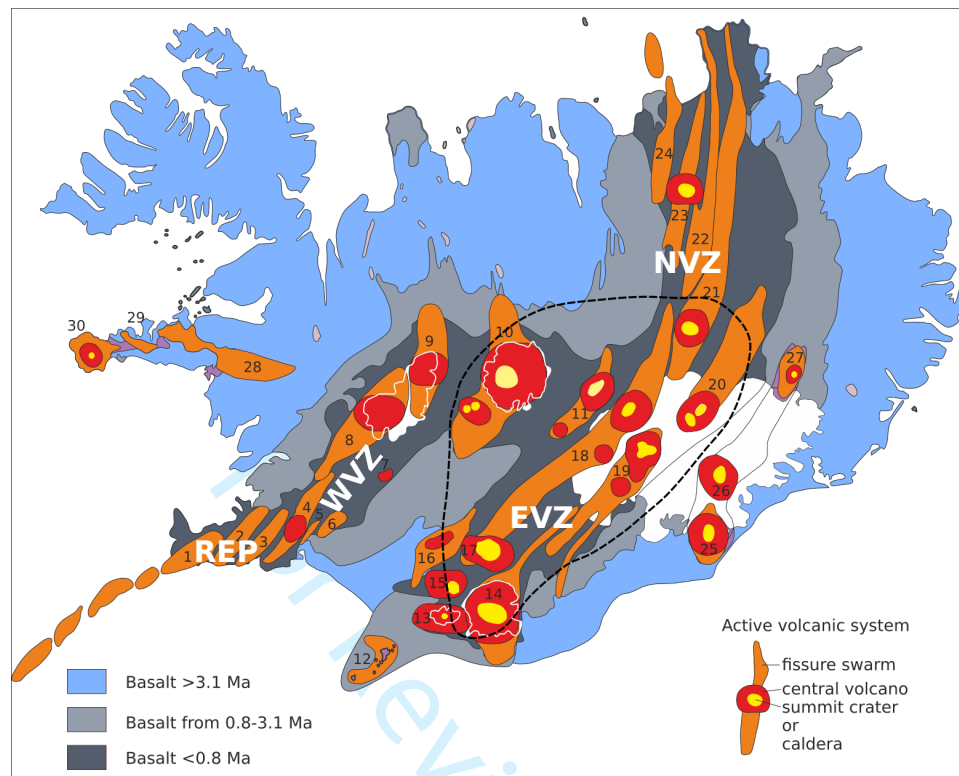 24
23
22
NVZ
21
30
29
28
9
10
27
20
11
8
7
18
19
WVZ
4
5
6
26
EVZ
1
2
3
REP
16
17
25
15
14
13
12
Active volcanic system
fissure swarm
central volcano
summit crater
or
caldera
Basalt >3.1 Ma
Basalt from 0.8-3.1 Ma
Basalt <0.8 Ma